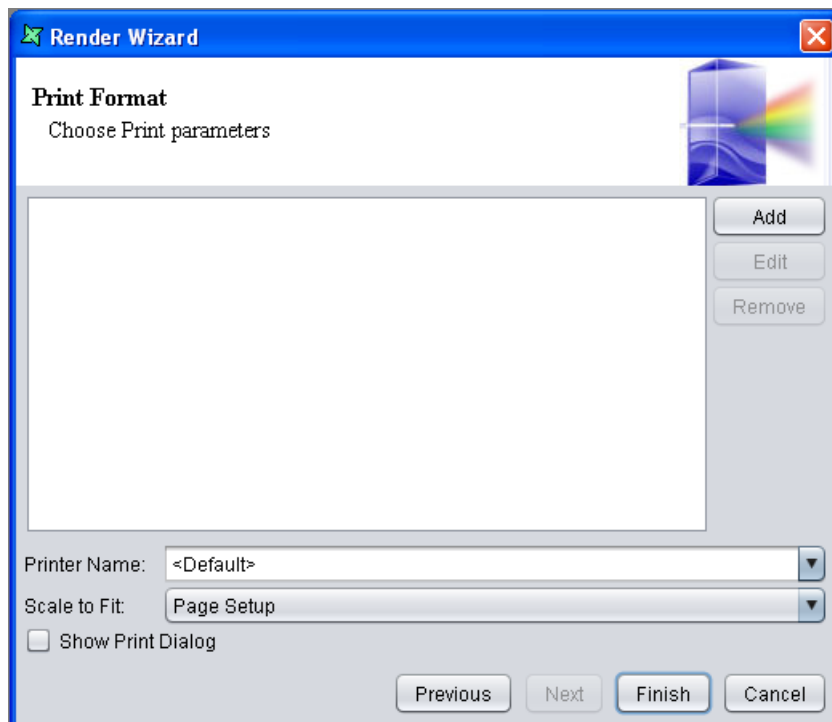 Render Wizard
Print Format
Choose Print parameters
Add
Edit
Remove
Printer Name: <Default>
Scale to Fit: Page Setup
Show Print Dialog
Previous Next Finish Cancel